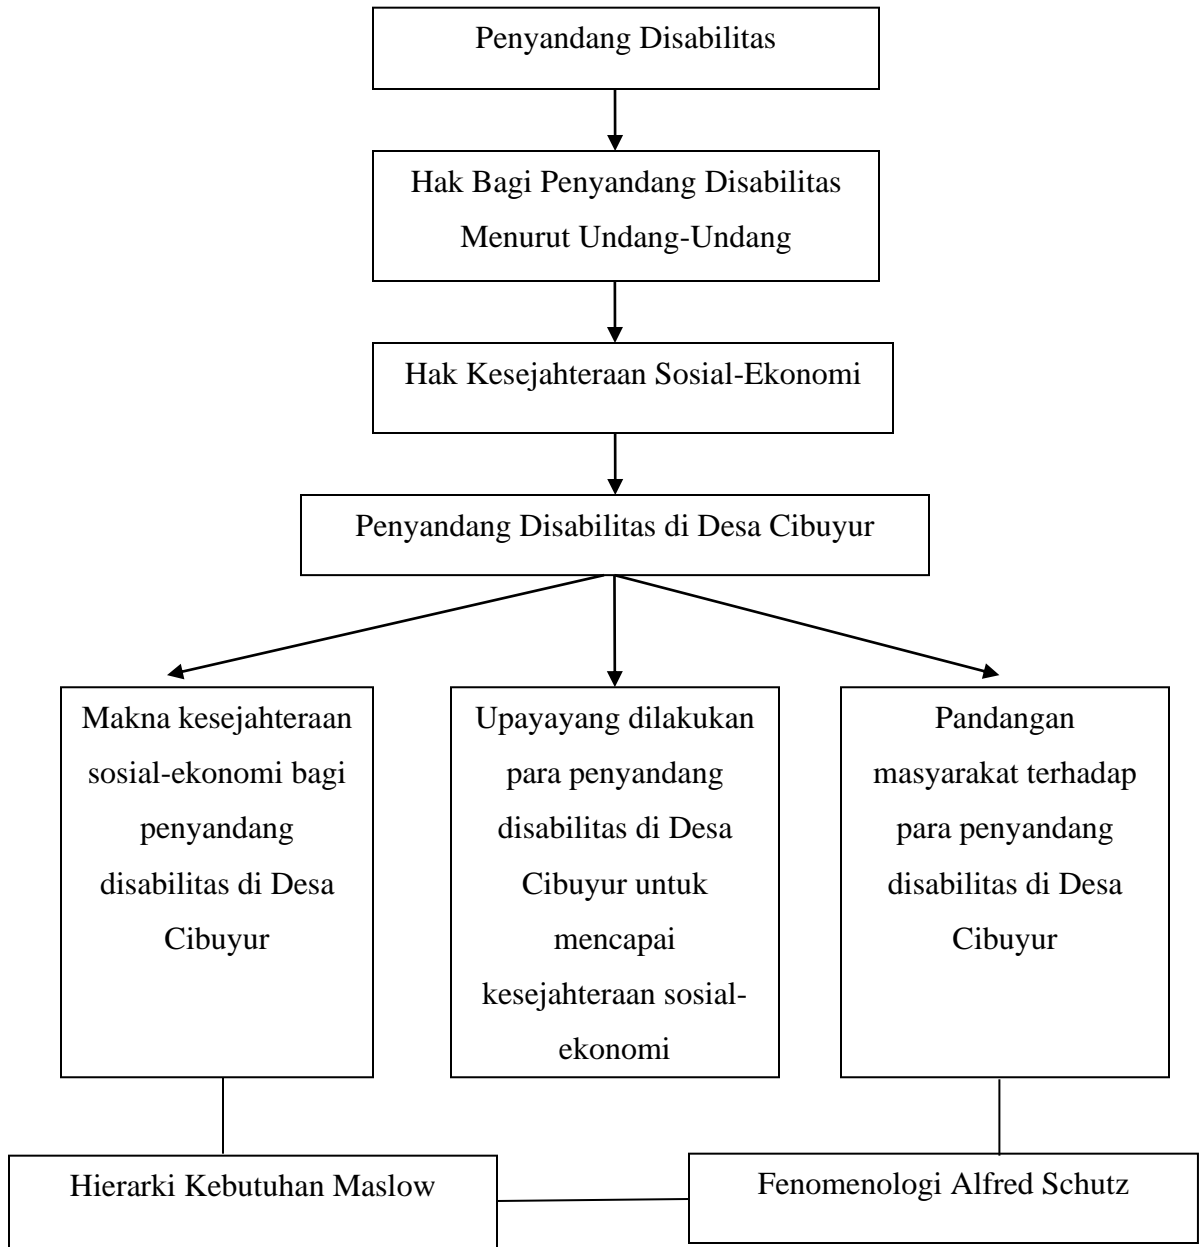 Penyandang Disabilitas
Hak Bagi Penyandang Disabilitas
Menurut Undang-Undang
Hak Kesejahteraan Sosial-Ekonomi
Penyandang Disabilitas di Desa Cibuyur
Makna kesejahteraan
sosial-ekonomi bagi
penyandang
disabilitas di Desa
Cibuyur
Upayayang dilakukan
para penyandang
disabilitas di Desa
Cibuyur untuk
mencapai
kesejahteraan sosial-
ekonomi
Pandangan
masyarakat terhadap
para penyandang
disabilitas di Desa
Cibuyur
Hierarki Kebutuhan Maslow
Fenomenologi Alfred Schutz